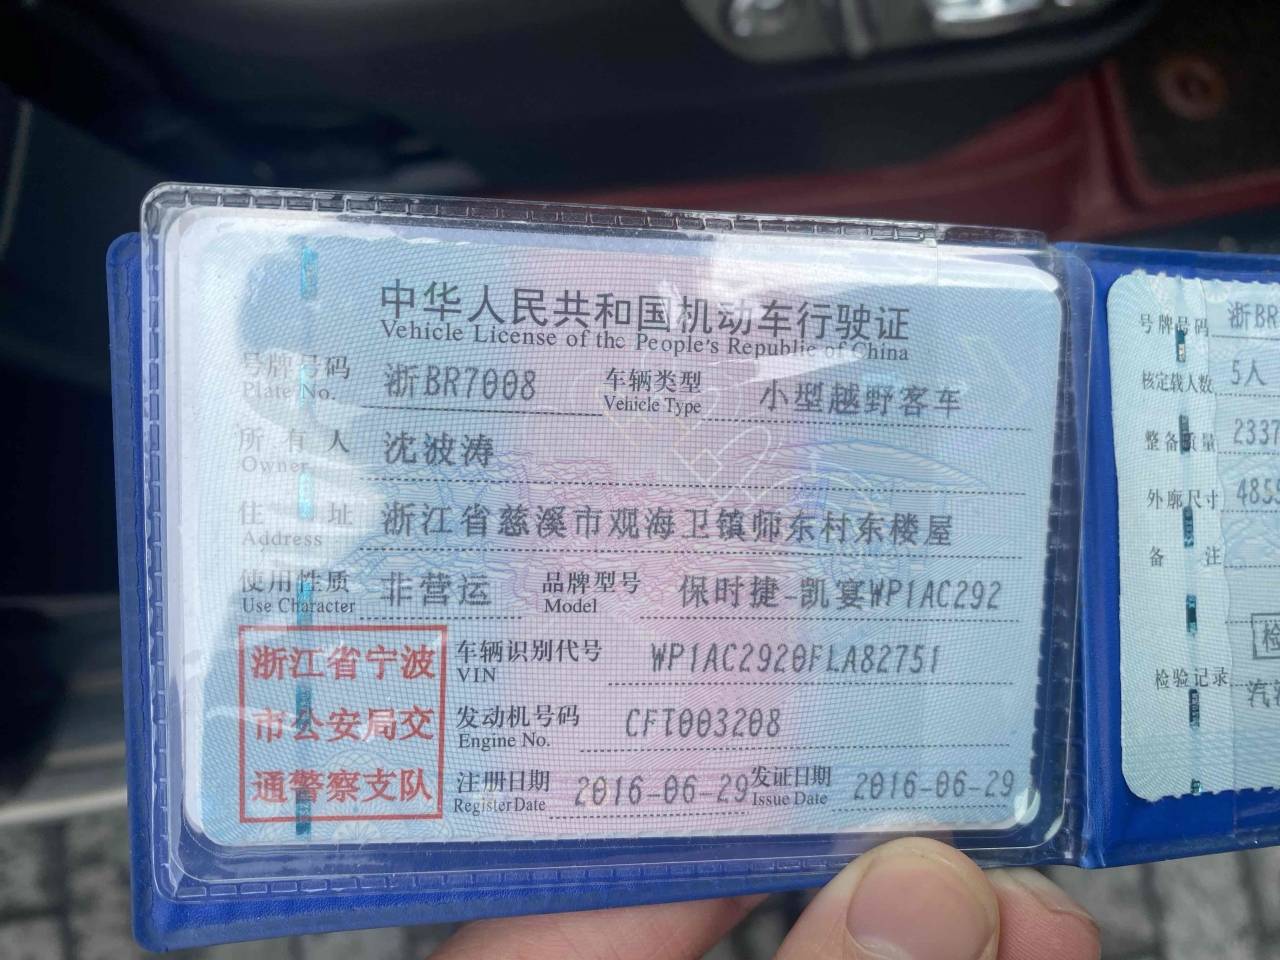 中华人民共和国机动车行驶证
Vehicle License of the People's Republic of China
号牌号码 浙BR7008 车辆类型 小型越野客车
Plate No. Vehicle Type
所有人 沈波涛
Owner
住址 浙江省慈溪市观海卫镇师东村东楼屋
Address
使用性质 非营运 品牌型号 保时捷-凯宴WP1AC292
Use Character Model
浙江省宁波
市公安局交
通警察支队
车辆识别代号 WP1AC2920FLA82751
VIN
发动机号码 CFT003208
Engine No.
注册日期 2016-06-29 发证日期 2016-06-29
Register Date Issue Date
号牌号码 浙BR
核定载人数 5人
整备质量 2337
外廓尺寸 485
备注
检
检验记录 汽